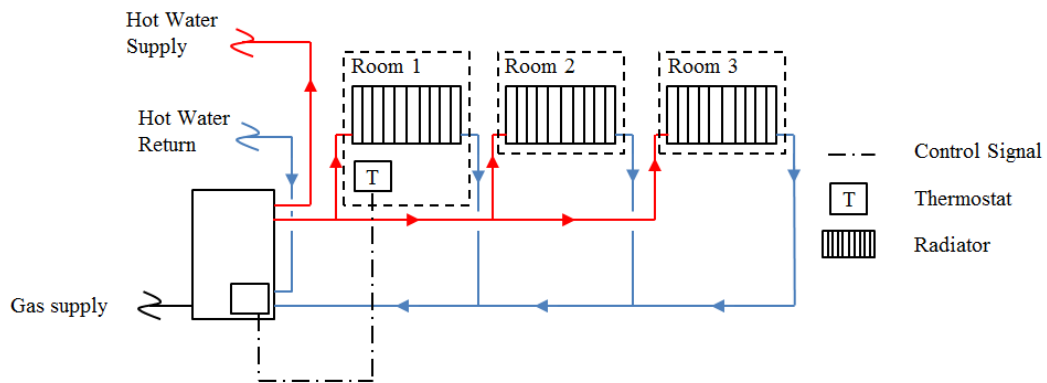 Hot Water
Supply
Room 1
Room 2
Room 3
Hot Water
Return
Control Signal
T
T
Thermostat
Radiator
Gas supply